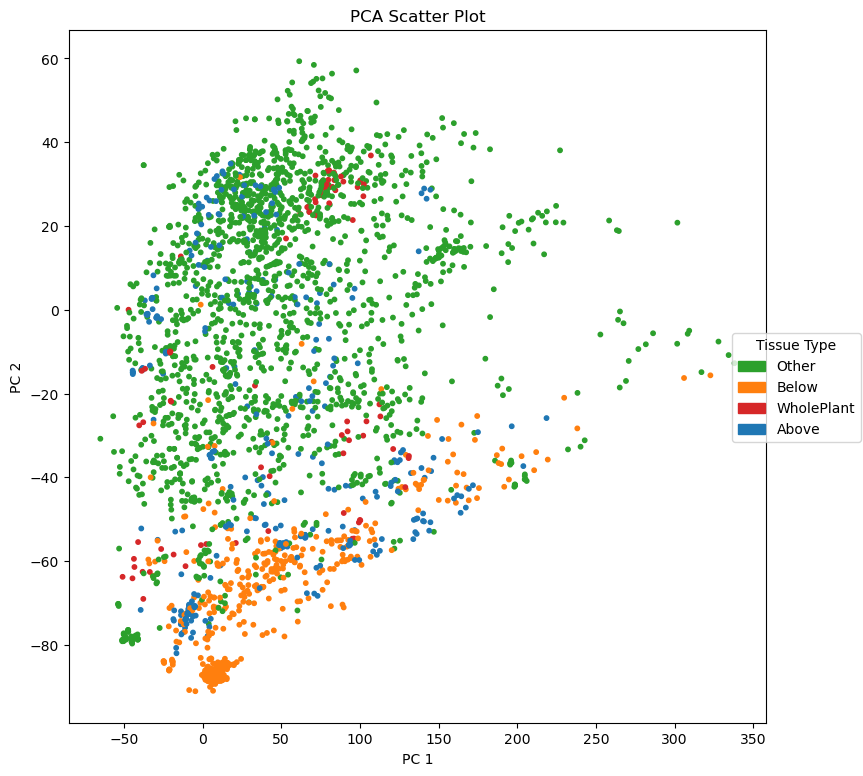 PCA Scatter Plot
60
40
20
0
−20
−40
−60
−80
PC 2
Tissue Type
Other
Below
WholePlant
Above
−50
0
50
100
150
200
250
300
350
PC 1